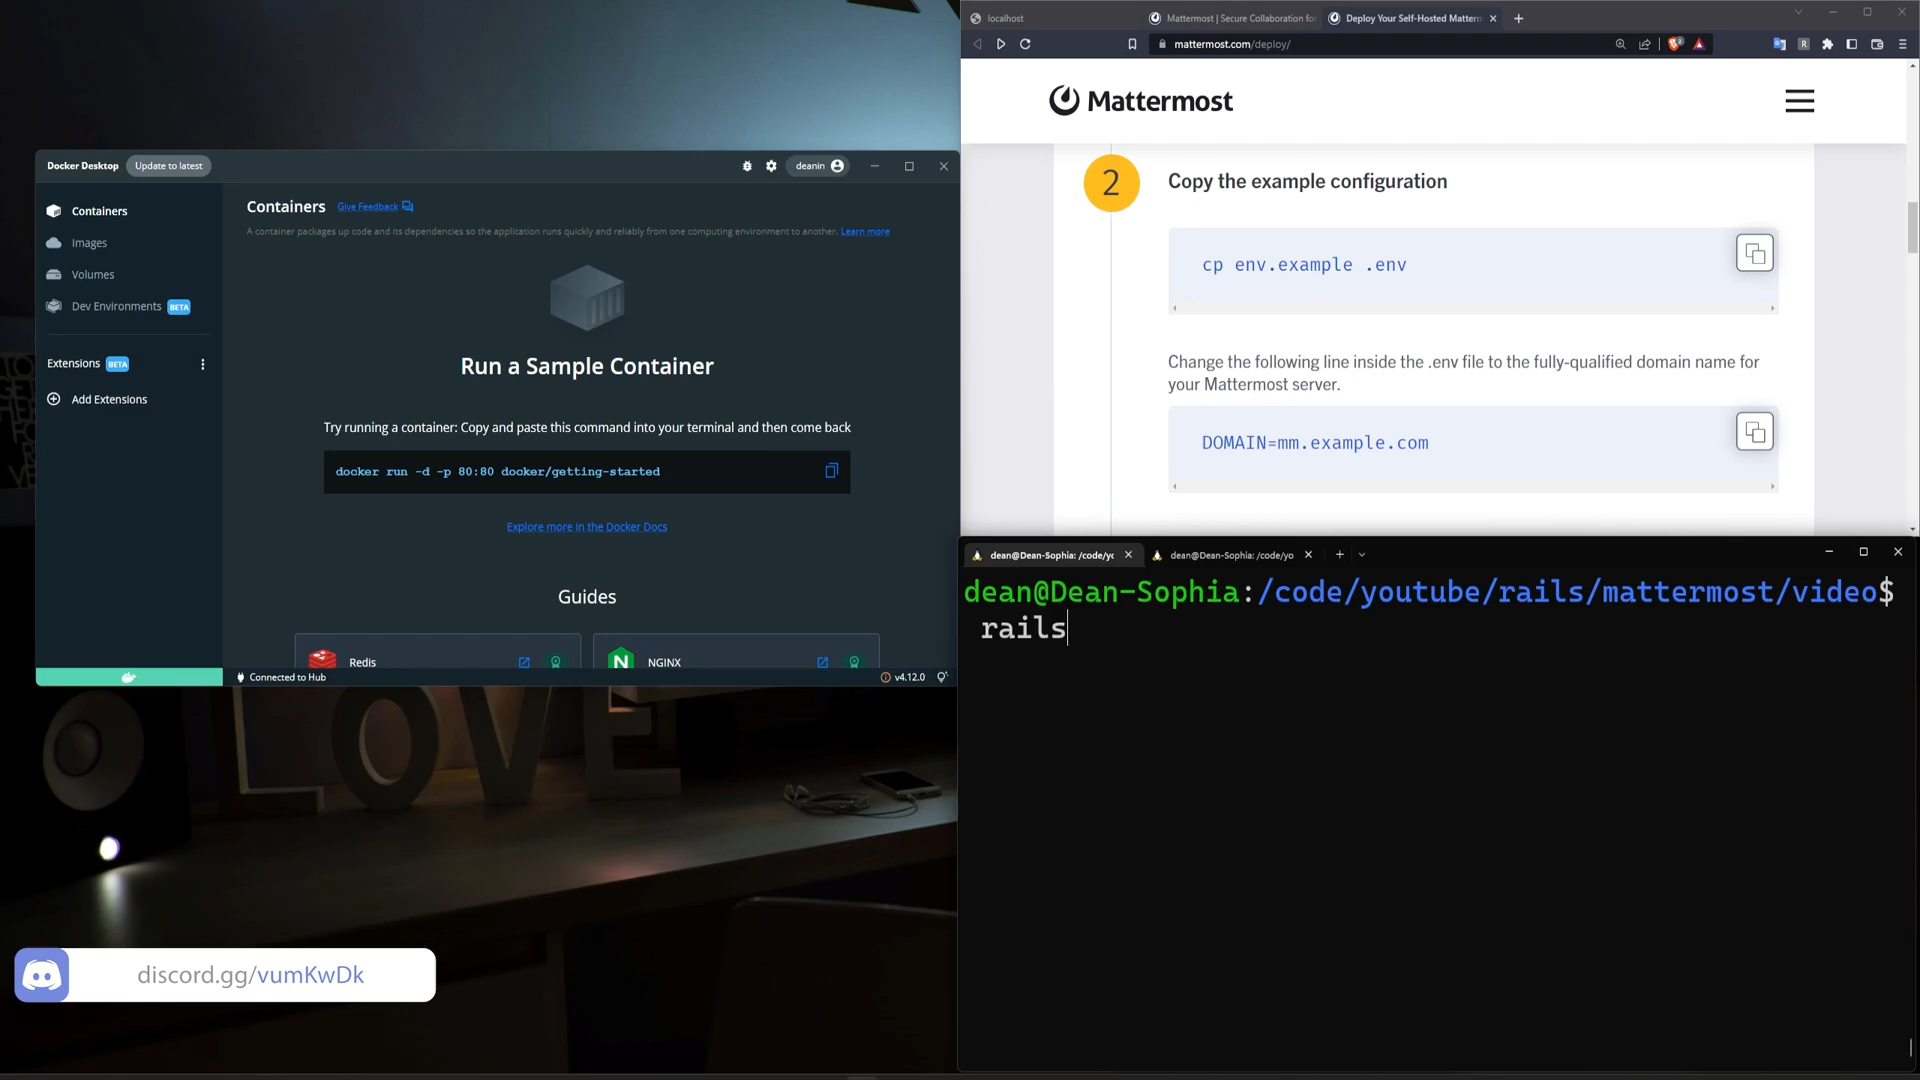 Docker Desktop
Update to latest
deanin
Containers
Images
Volumes
Dev Environments BETA
Extensions BETA
Add Extensions
Containers
Give Feedback
A container packages up code and its dependencies so the application runs quickly and reliably from one computing environment to another. Learn more
Run a Sample Container
Try running a container: Copy and paste this command into your terminal and then come back
docker run -d -p 80:80 docker/getting-started
Explore more in the Docker Docs
Guides
Redis
NGINX
Connected to Hub
v4.12.0
localhost
Mattermost | Secure Collaboration for
Deploy Your Self-Hosted Matterm
mattermost.com/deploy/
Mattermost
2
Copy the example configuration
cp env.example .env
Change the following line inside the .env file to the fully-qualified domain name for
your Mattermost server.
DOMAIN=mm.example.com
dean@Dean-Sophia: /code/yo
dean@Dean-Sophia: /code/yo
dean@Dean-Sophia:/code/youtube/rails/mattermost/video$
rails
LOVE
discord.gg/vumKwDk